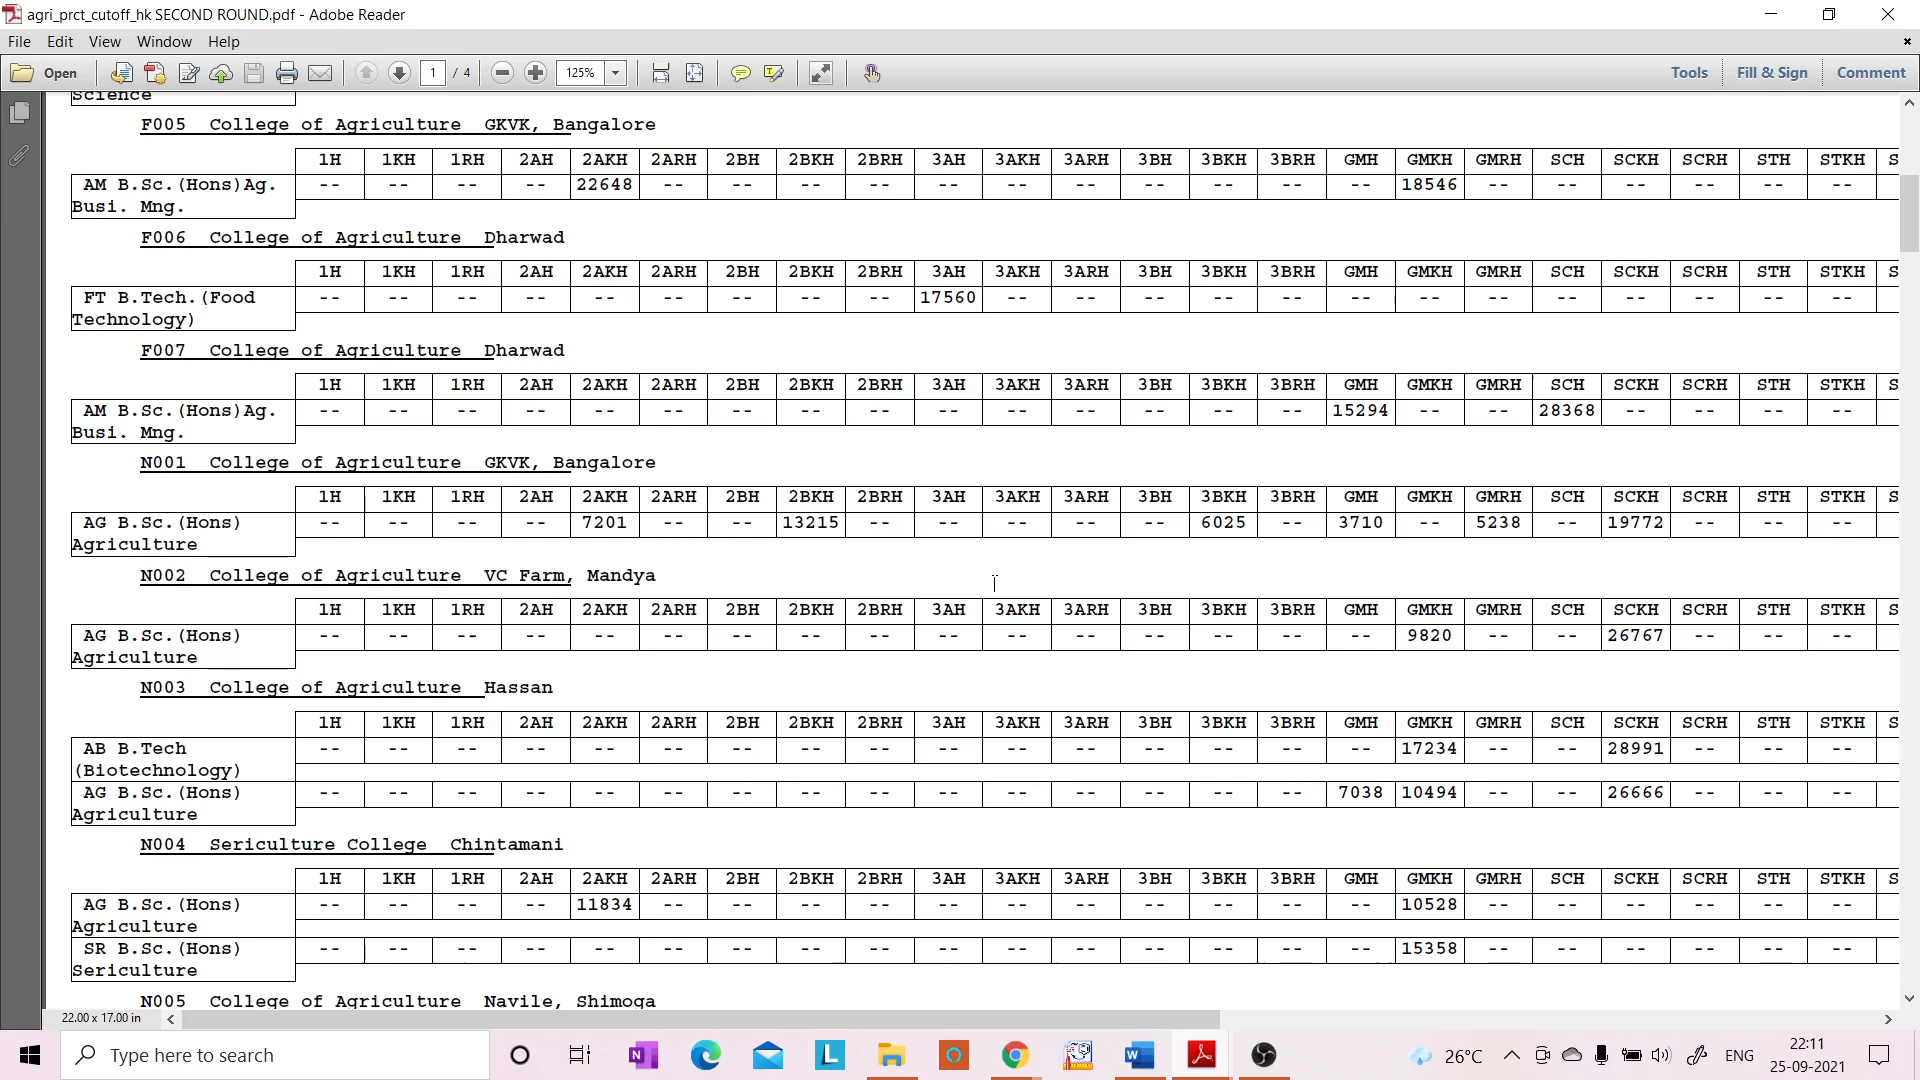 agri_prct_cutoff_hk SECOND ROUND.pdf - Adobe Reader
File Edit View Window Help
Open 1 / 4 125% Tools Fill & Sign Comment
Science
F005 College of Agriculture GKVK, Bangalore
1H 1KH 1RH 2AH 2AKH 2ARH 2BH 2BKH 2BRH 3AH 3AKH 3ARH 3BH 3BKH 3BRH GMH GMKH GMRH SCH SCKH SCRH STH STKH S
AM B.Sc.(Hons)Ag. -- -- -- -- 22648 -- -- -- -- -- -- -- -- -- -- -- 18546 -- -- -- -- -- --
Busi. Mng.
F006 College of Agriculture Dharwad
1H 1KH 1RH 2AH 2AKH 2ARH 2BH 2BKH 2BRH 3AH 3AKH 3ARH 3BH 3BKH 3BRH GMH GMKH GMRH SCH SCKH SCRH STH STKH S
FT B.Tech.(Food -- -- -- -- -- -- -- -- -- 17560 -- -- -- -- -- -- -- -- -- -- -- -- --
Technology)
F007 College of Agriculture Dharwad
1H 1KH 1RH 2AH 2AKH 2ARH 2BH 2BKH 2BRH 3AH 3AKH 3ARH 3BH 3BKH 3BRH GMH GMKH GMRH SCH SCKH SCRH STH STKH S
AM B.Sc.(Hons)Ag. -- -- -- -- -- -- -- -- -- -- -- -- -- -- -- 15294 -- -- 28368 -- -- -- --
Busi. Mng.
N001 College of Agriculture GKVK, Bangalore
1H 1KH 1RH 2AH 2AKH 2ARH 2BH 2BKH 2BRH 3AH 3AKH 3ARH 3BH 3BKH 3BRH GMH GMKH GMRH SCH SCKH SCRH STH STKH S
AG B.Sc.(Hons) -- -- -- -- 7201 -- -- 13215 -- -- -- -- -- 6025 -- 3710 -- 5238 -- 19772 -- -- --
Agriculture
N002 College of Agriculture VC Farm, Mandya
1H 1KH 1RH 2AH 2AKH 2ARH 2BH 2BKH 2BRH 3AH 3AKH 3ARH 3BH 3BKH 3BRH GMH GMKH GMRH SCH SCKH SCRH STH STKH S
AG B.Sc.(Hons) -- -- -- -- -- -- -- -- -- -- -- -- -- -- -- -- 9820 -- -- 26767 -- -- --
Agriculture
N003 College of Agriculture Hassan
1H 1KH 1RH 2AH 2AKH 2ARH 2BH 2BKH 2BRH 3AH 3AKH 3ARH 3BH 3BKH 3BRH GMH GMKH GMRH SCH SCKH SCRH STH STKH S
AB B.Tech -- -- -- -- -- -- -- -- -- -- -- -- -- -- -- -- 17234 -- -- 28991 -- -- --
(Biotechnology)
AG B.Sc.(Hons) -- -- -- -- -- -- -- -- -- -- -- -- -- -- -- 7038 10494 -- -- 26666 -- -- --
Agriculture
N004 Sericulture College Chintamani
1H 1KH 1RH 2AH 2AKH 2ARH 2BH 2BKH 2BRH 3AH 3AKH 3ARH 3BH 3BKH 3BRH GMH GMKH GMRH SCH SCKH SCRH STH STKH S
AG B.Sc.(Hons) -- -- -- -- 11834 -- -- -- -- -- -- -- -- -- -- -- 10528 -- -- -- -- -- --
Agriculture
SR B.Sc.(Hons) -- -- -- -- -- -- -- -- -- -- -- -- -- -- -- -- 15358 -- -- -- -- -- --
Sericulture
N005 College of Agriculture Navile, Shimoga
22.00 x 17.00 in
Type here to search 26°C ENG 22:11
25-09-2021